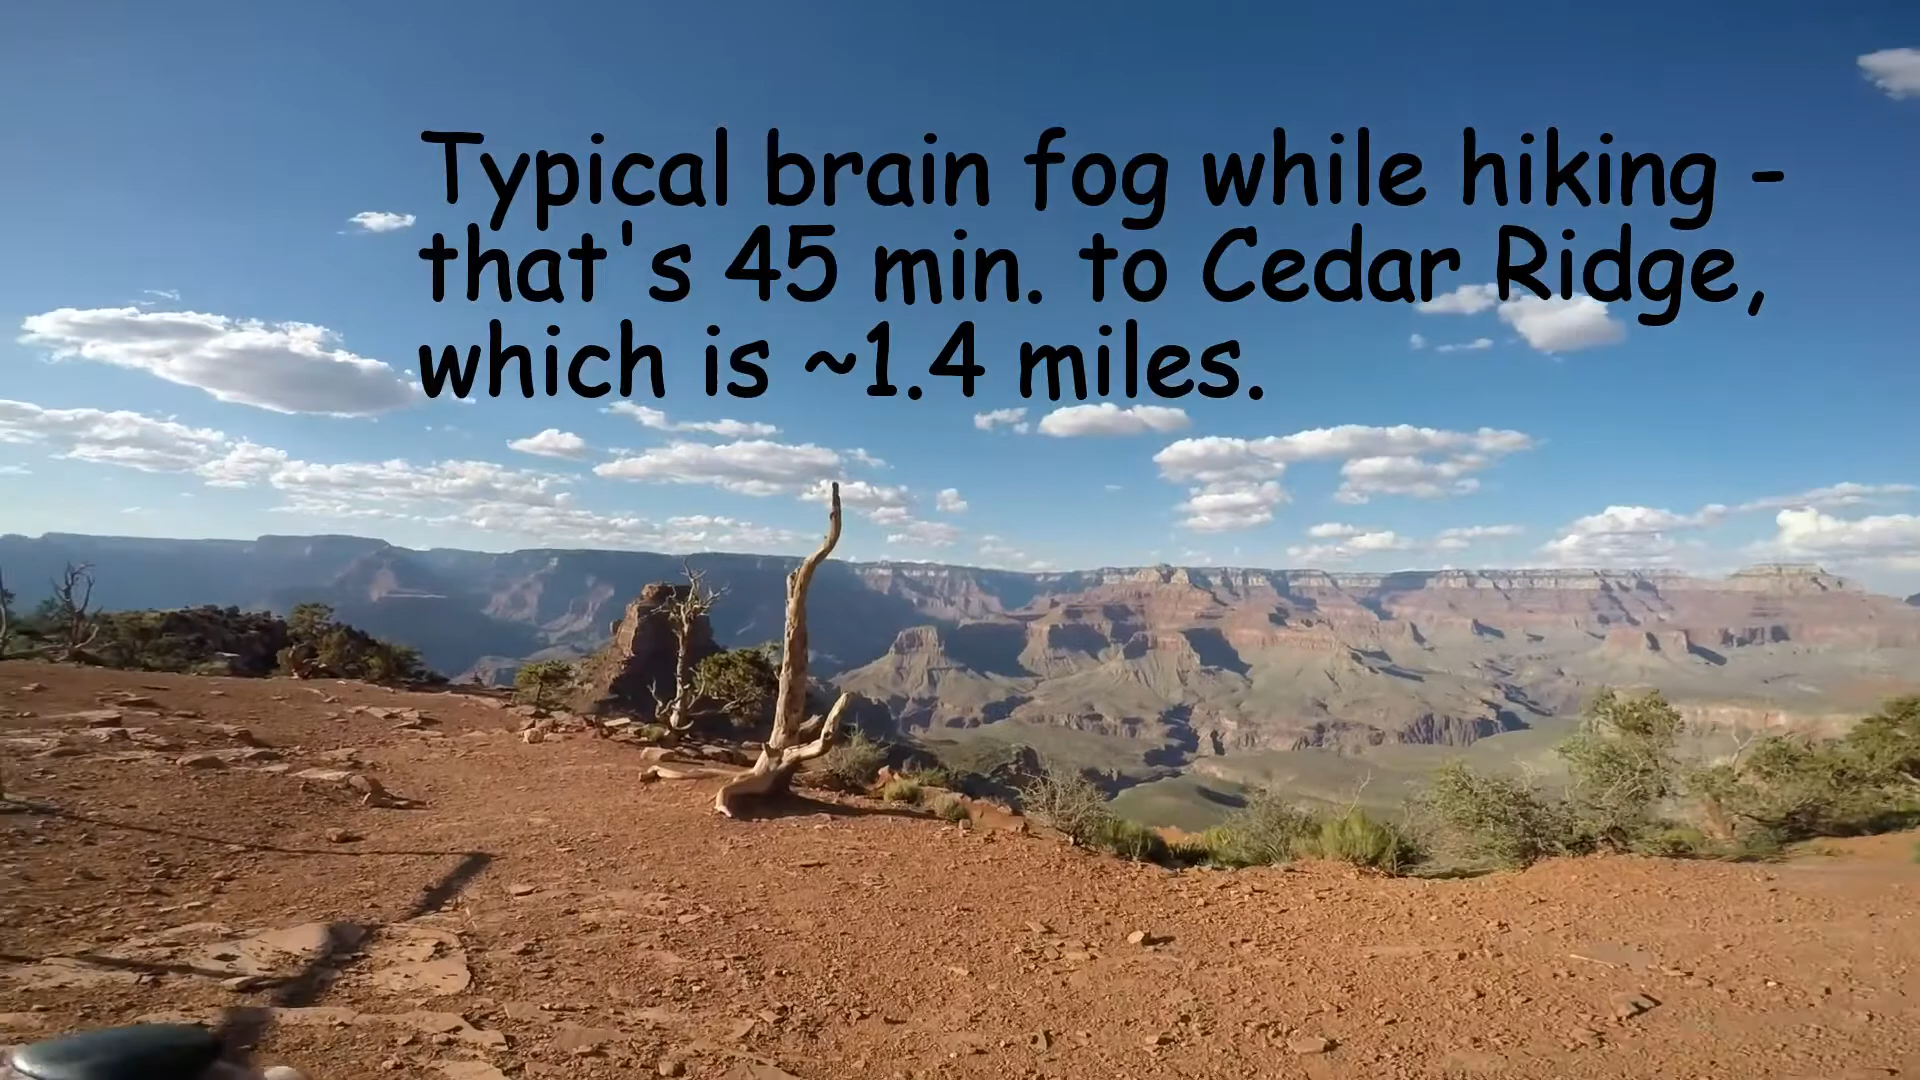 Typical brain fog while hiking -
that's 45 min. to Cedar Ridge,
which is ~1.4 miles.